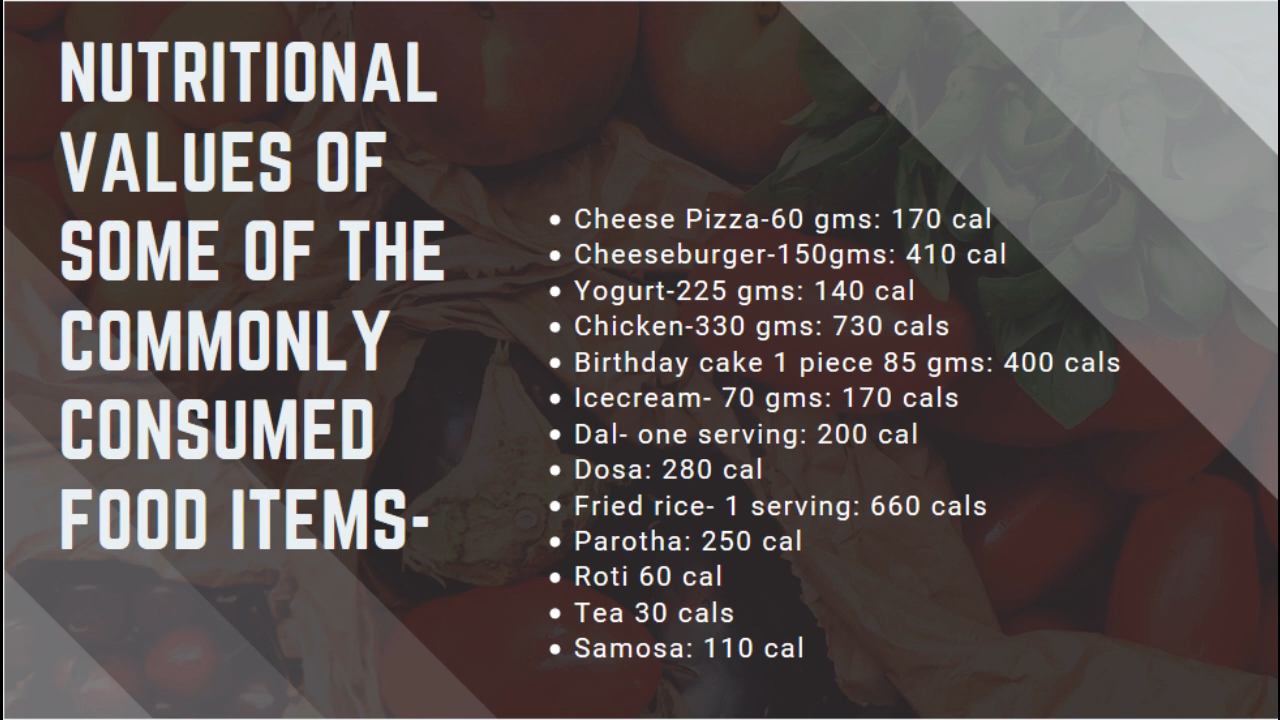 NUTRITIONAL
VALUES OF
SOME OF THE
COMMONLY
CONSUMED
FOOD ITEMS-
• Cheese Pizza-60 gms: 170 cal
• Cheeseburger-150gms: 410 cal
• Yogurt-225 gms: 140 cal
• Chicken-330 gms: 730 cals
• Birthday cake 1 piece 85 gms: 400 cals
• Icecream- 70 gms: 170 cals
• Dal- one serving: 200 cal
• Dosa: 280 cal
• Fried rice- 1 serving: 660 cals
• Parotha: 250 cal
• Roti 60 cal
• Tea 30 cals
• Samosa: 110 cal